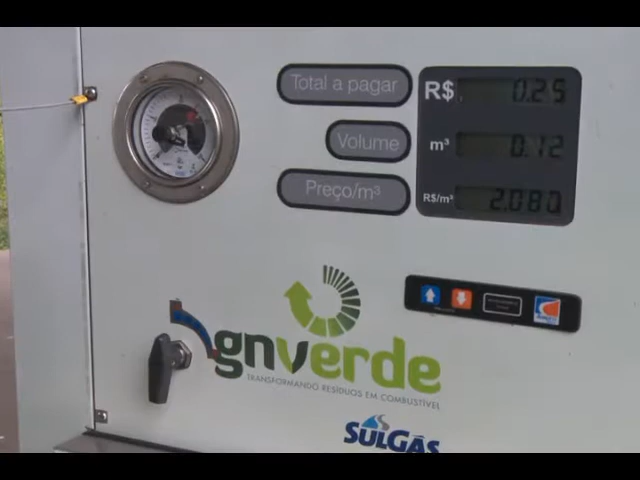 Total a pagar
R$ 0.25
Volume
m³ 0.12
Preço/m³
R$/m³ 2.080
gnverde
TRANSFORMANDO RESÍDUOS EM COMBUSTÍVEL
SULGÁS